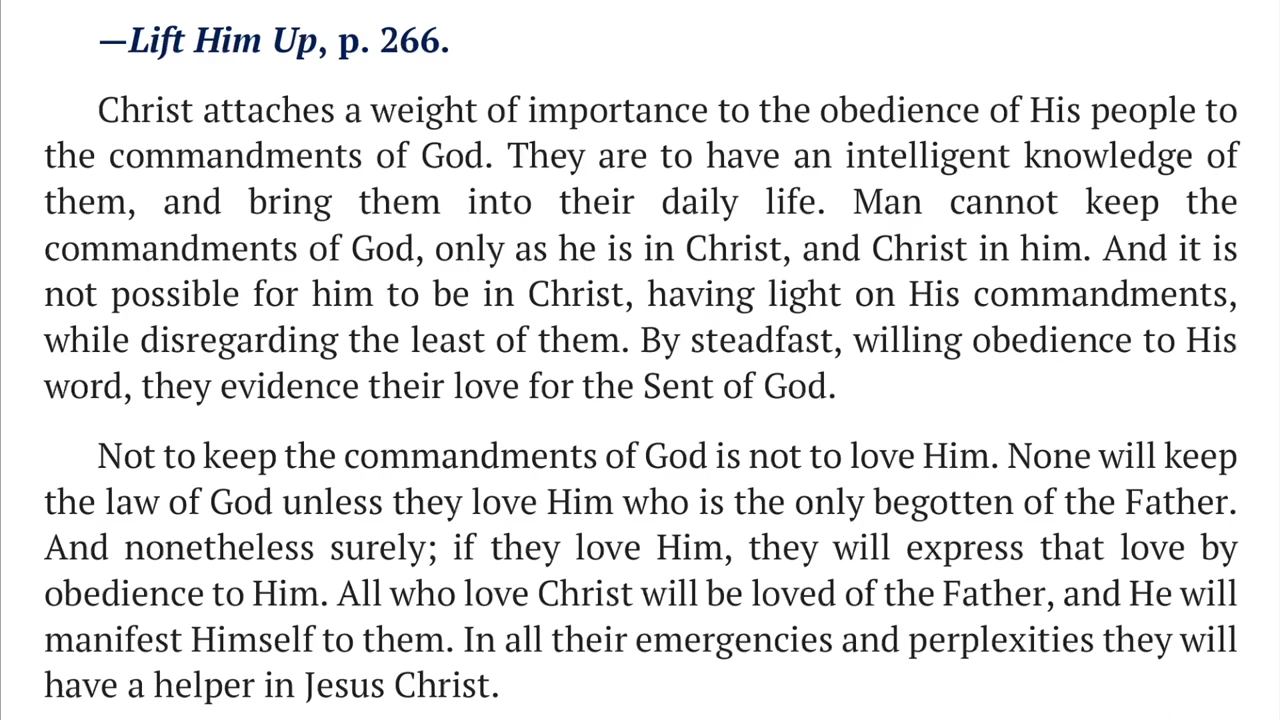 —Lift Him Up, p. 266.
Christ attaches a weight of importance to the obedience of His people to
the commandments of God. They are to have an intelligent knowledge of
them, and bring them into their daily life. Man cannot keep the
commandments of God, only as he is in Christ, and Christ in him. And it is
not possible for him to be in Christ, having light on His commandments,
while disregarding the least of them. By steadfast, willing obedience to His
word, they evidence their love for the Sent of God.
Not to keep the commandments of God is not to love Him. None will keep
the law of God unless they love Him who is the only begotten of the Father.
And nonetheless surely; if they love Him, they will express that love by
obedience to Him. All who love Christ will be loved of the Father, and He will
manifest Himself to them. In all their emergencies and perplexities they will
have a helper in Jesus Christ.